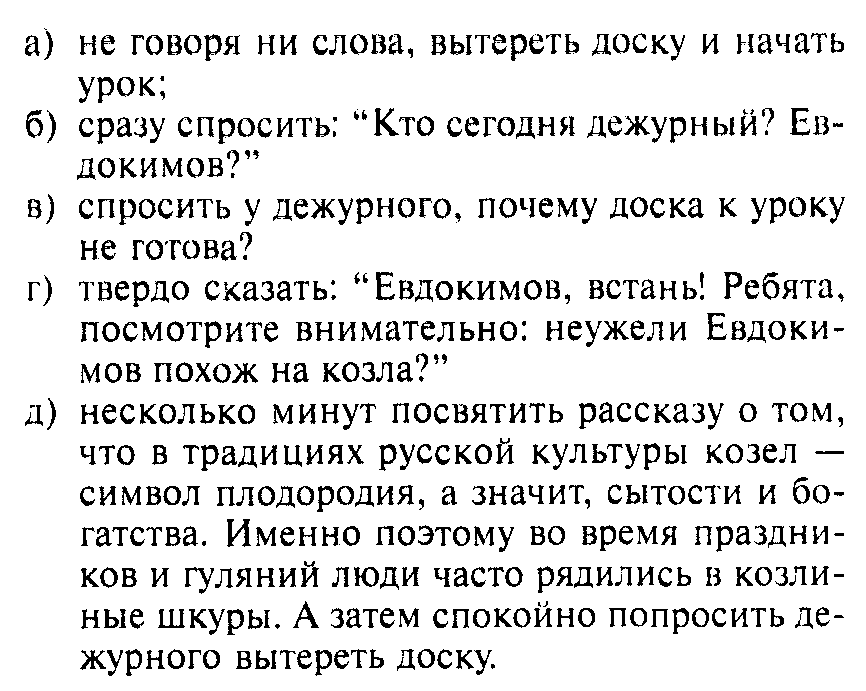 а) не говоря ни слова, вытереть доску и начать
урок;
б) сразу спросить: “Кто сегодня дежурный? Ев-
докимов?”
в) спросить у дежурного, почему доска к уроку
не готова?
г) твердо сказать: “Евдокимов, встань! Ребята,
посмотрите внимательно: неужели Евдоки-
мов похож на козла?”
д) несколько минут посвятить рассказу о том,
что в традициях русской культуры козел —
символ плодородия, а значит, сытости и бо-
гатства. Именно поэтому во время праздни-
ков и гуляний люди часто рядились в козли-
ные шкуры. А затем спокойно попросить де-
журного вытереть доску.